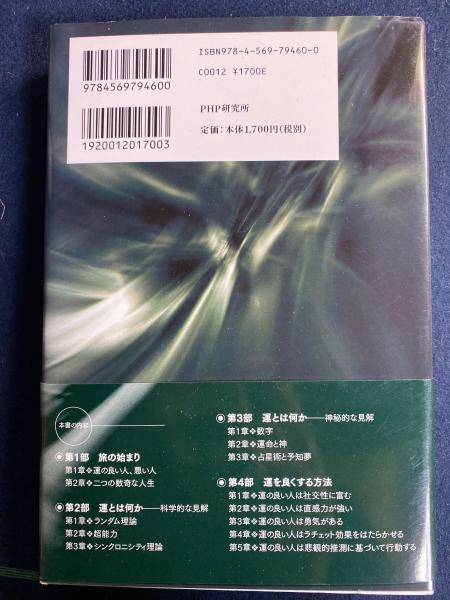 ISBN978-4-569-79460-0
C0012 ¥1700E
9784569794600
PHP研究所
定価：本体1,700円（税別）
1920012017003
本書の内容
◉第1部 旅の始まり
第1章❖運の良い人、悪い人
第2章❖二つの数奇な人生
◉第2部 運とは何か――科学的な見解
第1章❖ランダム理論
第2章❖超能力
第3章❖シンクロニシティ理論
◉第3部 運とは何か――神秘的な見解
第1章❖数字
第2章❖運命と神
第3章❖占星術と予知夢
◉第4部 運を良くする方法
第1章❖運の良い人は社交性に富む
第2章❖運の良い人は直感力が強い
第3章❖運の良い人は勇気がある
第4章❖運の良い人はラチェット効果をはたらかせる
第5章❖運の良い人は悲観的推測に基づいて行動する